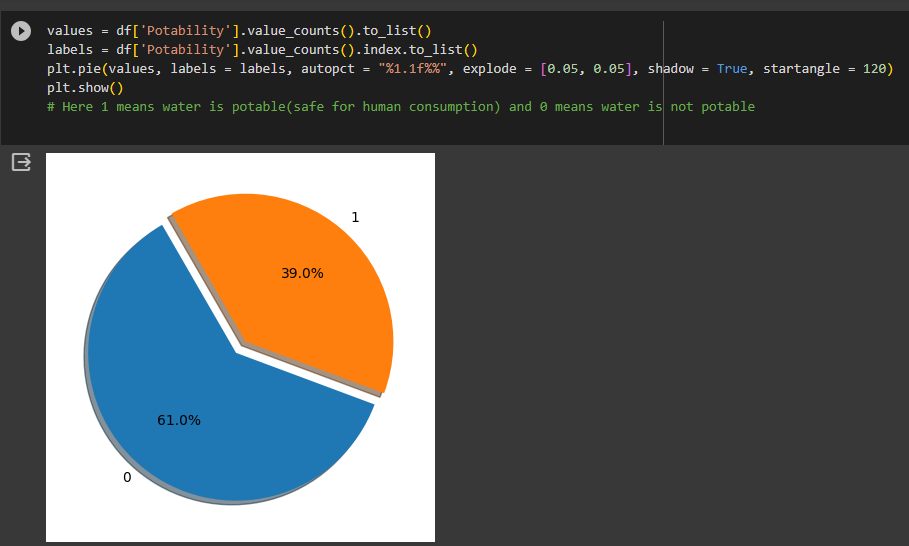 values = df['Potability'].value_counts().to_list()
labels = df['Potability'].value_counts().index.to_list()
plt.pie(values, labels = labels, autopct = "%1.1f%%", explode = [0.05, 0.05], shadow = True, startangle = 120)
plt.show()
# Here 1 means water is potable(safe for human consumption) and 0 means water is not potable
1
39.0%
61.0%
0